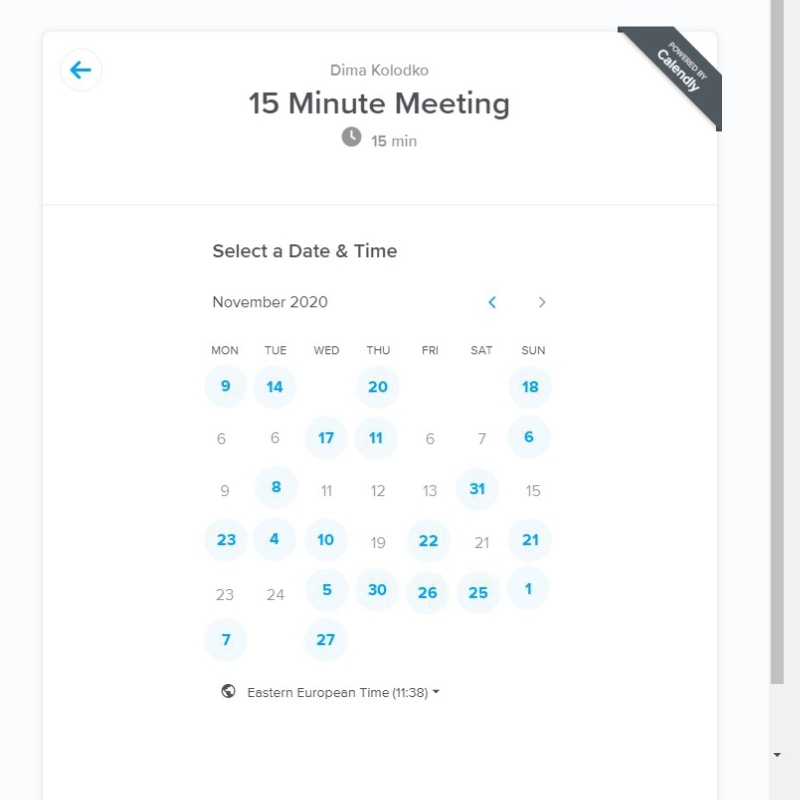 Dima Kolodko
POWERED BY
Calendly
15 Minute Meeting
15 min
Select a Date & Time
November 2020
MON TUE WED THU FRI SAT SUN
9 14 20 18
6 6 17 11 6 7 6
9 8 11 12 13 31 15
23 4 10 19 22 21 21
23 24 5 30 26 25 1
7 27
Eastern European Time (11:38)